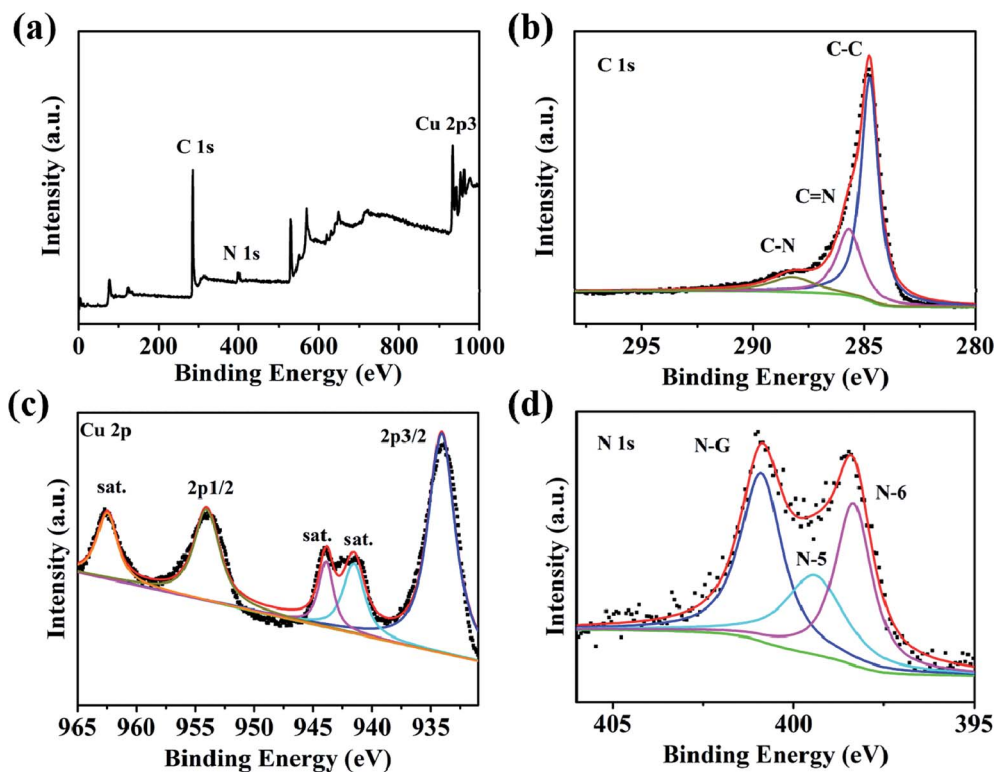 (a)
Intensity (a.u.)
C 1s
N 1s
Cu 2p3
0 200 400 600 800 1000
Binding Energy (eV)
(b)
Intensity (a.u.)
C 1s
C-C
C=N
C-N
295 290 285 280
Binding Energy (eV)
(c)
Intensity (a.u.)
Cu 2p
2p3/2
sat. 2p1/2
sat. sat.
965 960 955 950 945 940 935
Binding Energy (eV)
(d)
Intensity (a.u.)
N 1s
N-G
N-6
N-5
405 400 395
Binding Energy (eV)